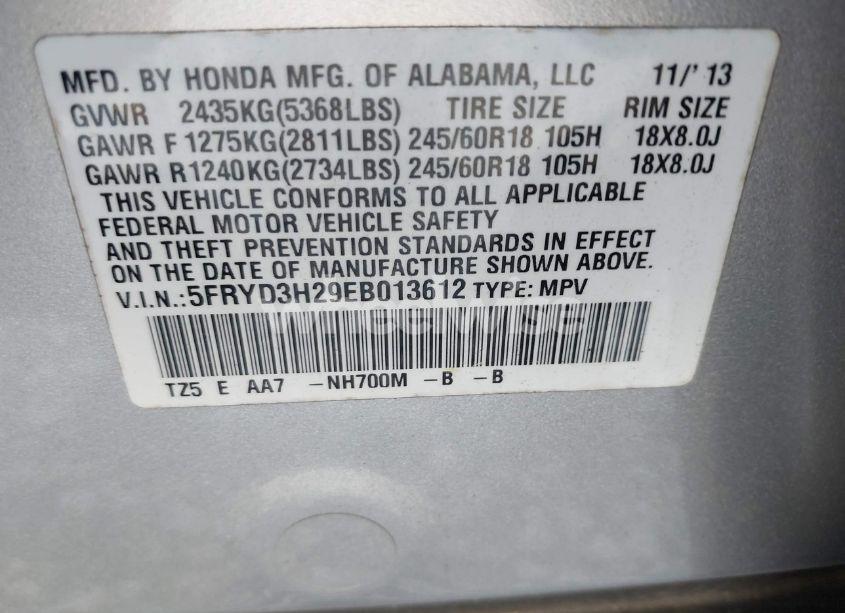 MFD. BY HONDA MFG. OF ALABAMA, LLC 11/'13
GVWR 2435KG(5368LBS) TIRE SIZE RIM SIZE
GAWR F 1275KG(2811LBS) 245/60R18 105H 18X8.0J
GAWR R1240KG(2734LBS) 245/60R18 105H 18X8.0J
THIS VEHICLE CONFORMS TO ALL APPLICABLE
FEDERAL MOTOR VEHICLE SAFETY
AND THEFT PREVENTION STANDARDS IN EFFECT
ON THE DATE OF MANUFACTURE SHOWN ABOVE.
V.I.N.:5FRYD3H29EB013612 TYPE: MPV
wheelwise
TZ5 E AA7 -NH700M -B -B